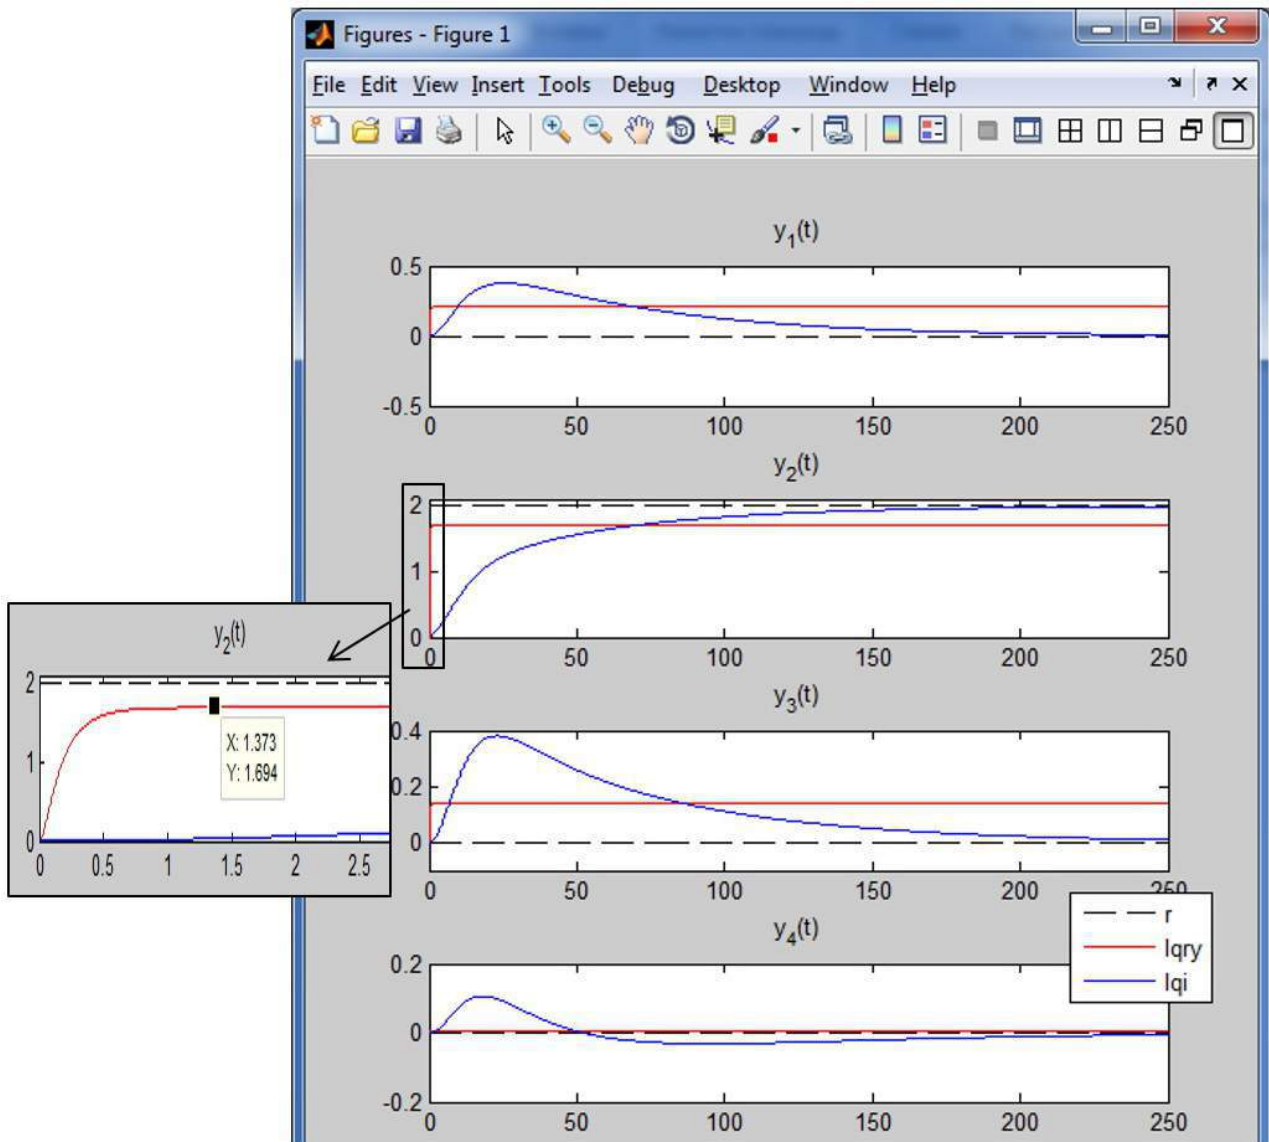 Figures - Figure 1
File Edit View Insert Tools Debug Desktop Window Help
y1(t)
0.5
0
-0.5
0 50 100 150 200 250
y2(t)
2
1
0
0 50 100 150 200 250
y2(t)
2
1
0
X: 1.373
Y: 1.694
0 0.5 1 1.5 2 2.5
y3(t)
0.4
0.2
0
0 50 100 150 200 250
r
lqry
lqi
y4(t)
0.2
0
-0.2
0 50 100 150 200 250